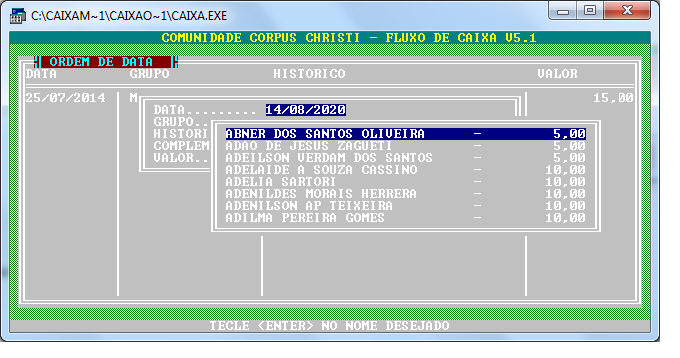 C:\CAIXAM~1\CAIXAO~1\CAIXA.EXE
COMUNIDADE CORPUS CHRISTI - FLUXO DE CAIXA V5.1
ORDEM DE DATA
DATA GRUPO HISTORICO VALOR
25/07/2014 M 15,00
DATA......... 14/08/2020
GRUPO..
HISTORI
COMPLEM
VALOR..
ABNER DOS SANTOS OLIVEIRA - 5,00
ADAO DE JESUS ZAGUETI - 5,00
ADEILSON VERDAM DOS SANTOS - 5,00
ADELAIDE A SOUZA CASSINO - 10,00
ADELIA SARTORI - 10,00
ADENILDES MORAIS HERRERA - 10,00
ADENILSON AP TEIXEIRA - 10,00
ADILMA PEREIRA GOMES - 10,00
TECLE <ENTER> NO NOME DESEJADO